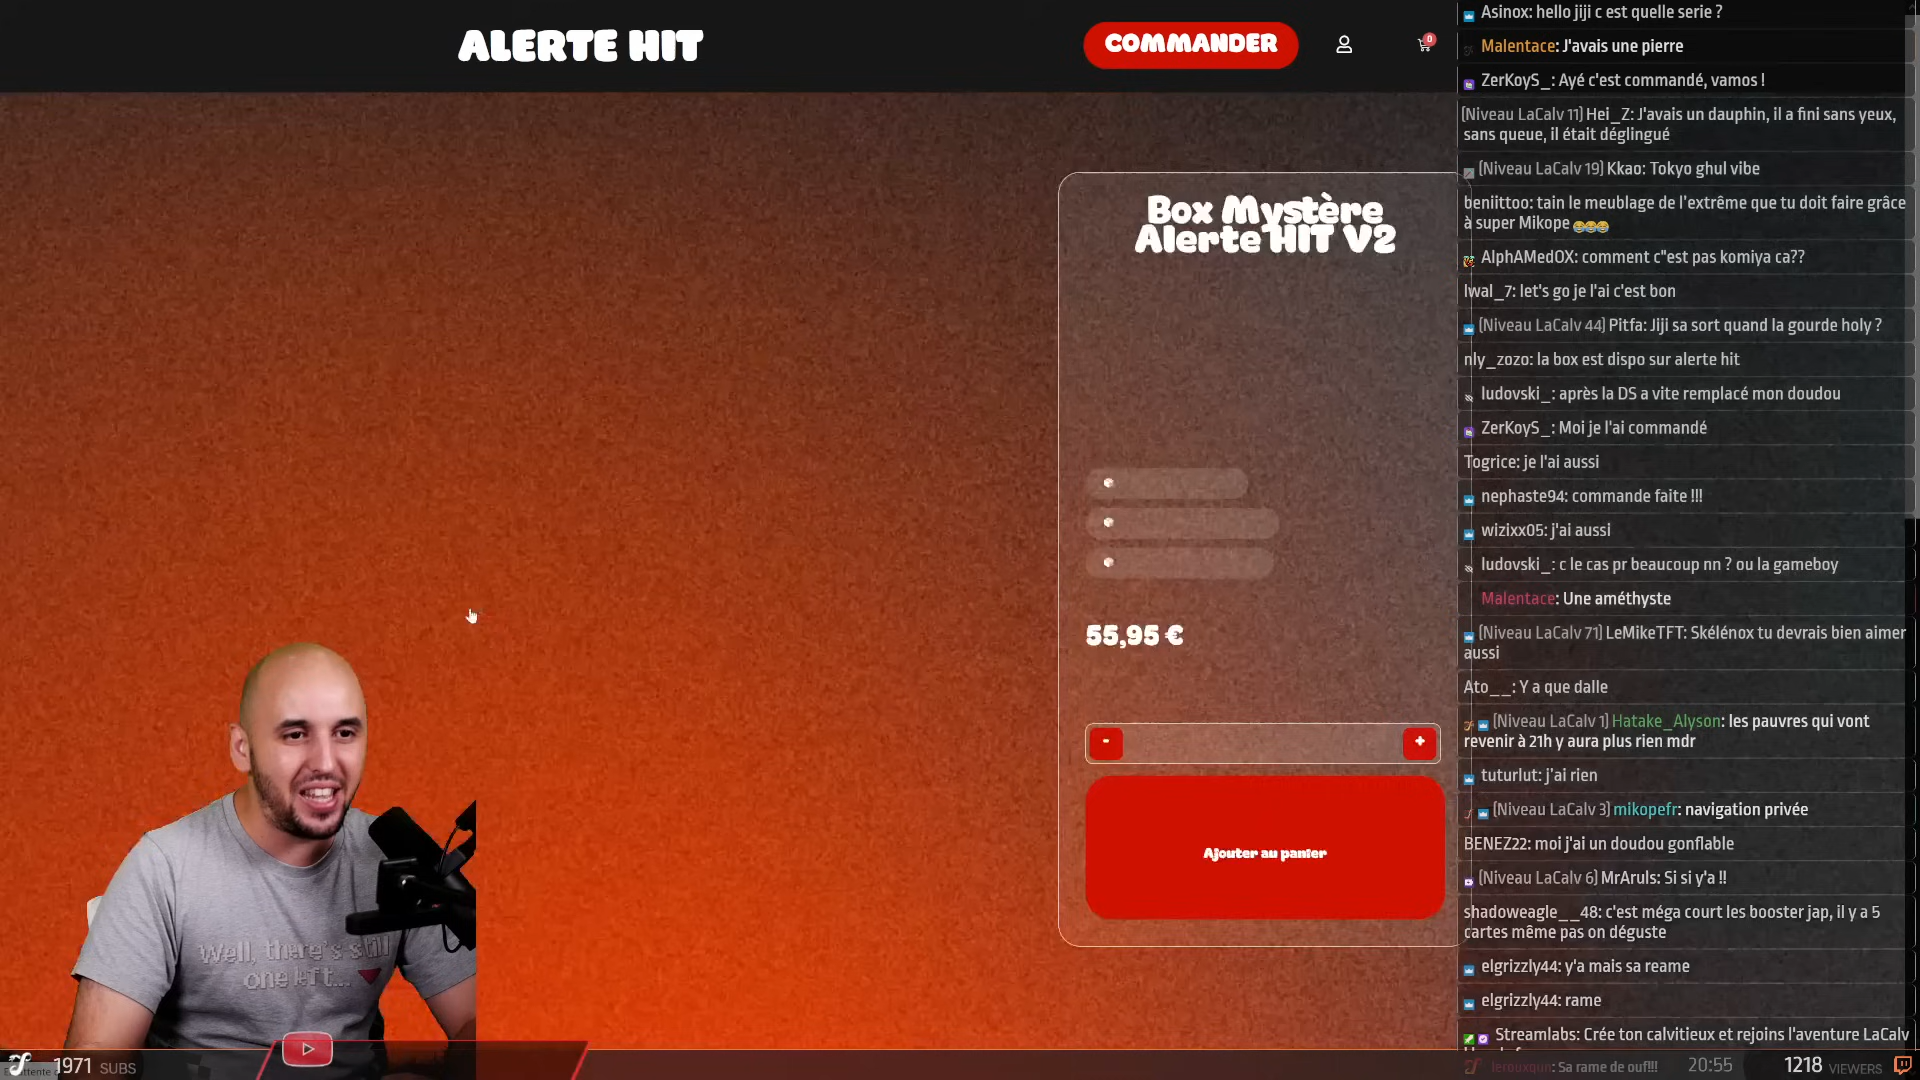 ALERTE HIT
COMMANDER
0
Box Mystère
Alerte HIT V2
55,95 €
-
+
Ajouter au panier
Well, there's still
one left...
1971 SUBS
Asinox: hello jiji c est quelle serie ?
Malentace: J'avais une pierre
ZerKoyS_: Ayé c'est commandé, vamos !
[Niveau LaCalv 11] Hei_Z: J'avais un dauphin, il a fini sans yeux,
sans queue, il était déglingué
[Niveau LaCalv 19] Kkao: Tokyo ghul vibe
beniittoo: tain le meublage de l'extrême que tu doit faire grâce
à super Mikope 😂😂😂
AlphAMedOX: comment c"est pas komiya ca??
lwal_7: let's go je l'ai c'est bon
[Niveau LaCalv 44] Pitfa: Jiji sa sort quand la gourde holy ?
nly_zozo: la box est dispo sur alerte hit
ludovski_: après la DS a vite remplacé mon doudou
ZerKoyS_: Moi je l'ai commandé
Togrice: je l'ai aussi
nephaste94: commande faite !!!
wizixx05: j'ai aussi
ludovski_: c le cas pr beaucoup nn ? ou la gameboy
Malentace: Une améthyste
[Niveau LaCalv 71] LeMikeTFT: Skélénox tu devrais bien aimer
aussi
Ato__: Y a que dalle
[Niveau LaCalv 1] Hatake_Alyson: les pauvres qui vont
revenir à 21h y aura plus rien mdr
tuturlut: j'ai rien
[Niveau LaCalv 3] mikopefr: navigation privée
BENEZ22: moi j'ai un doudou gonflable
[Niveau LaCalv 6] MrAruls: Si si y'a !!
shadoweagle__48: c'est méga court les booster jap, il y a 5
cartes même pas on déguste
elgrizzly44: y'a mais sa reame
elgrizzly44: rame
Streamlabs: Crée ton calvitieux et rejoins l'aventure LaCalv
lerouxqun: Sa rame de ouf!!!
20:55
1218 VIEWERS